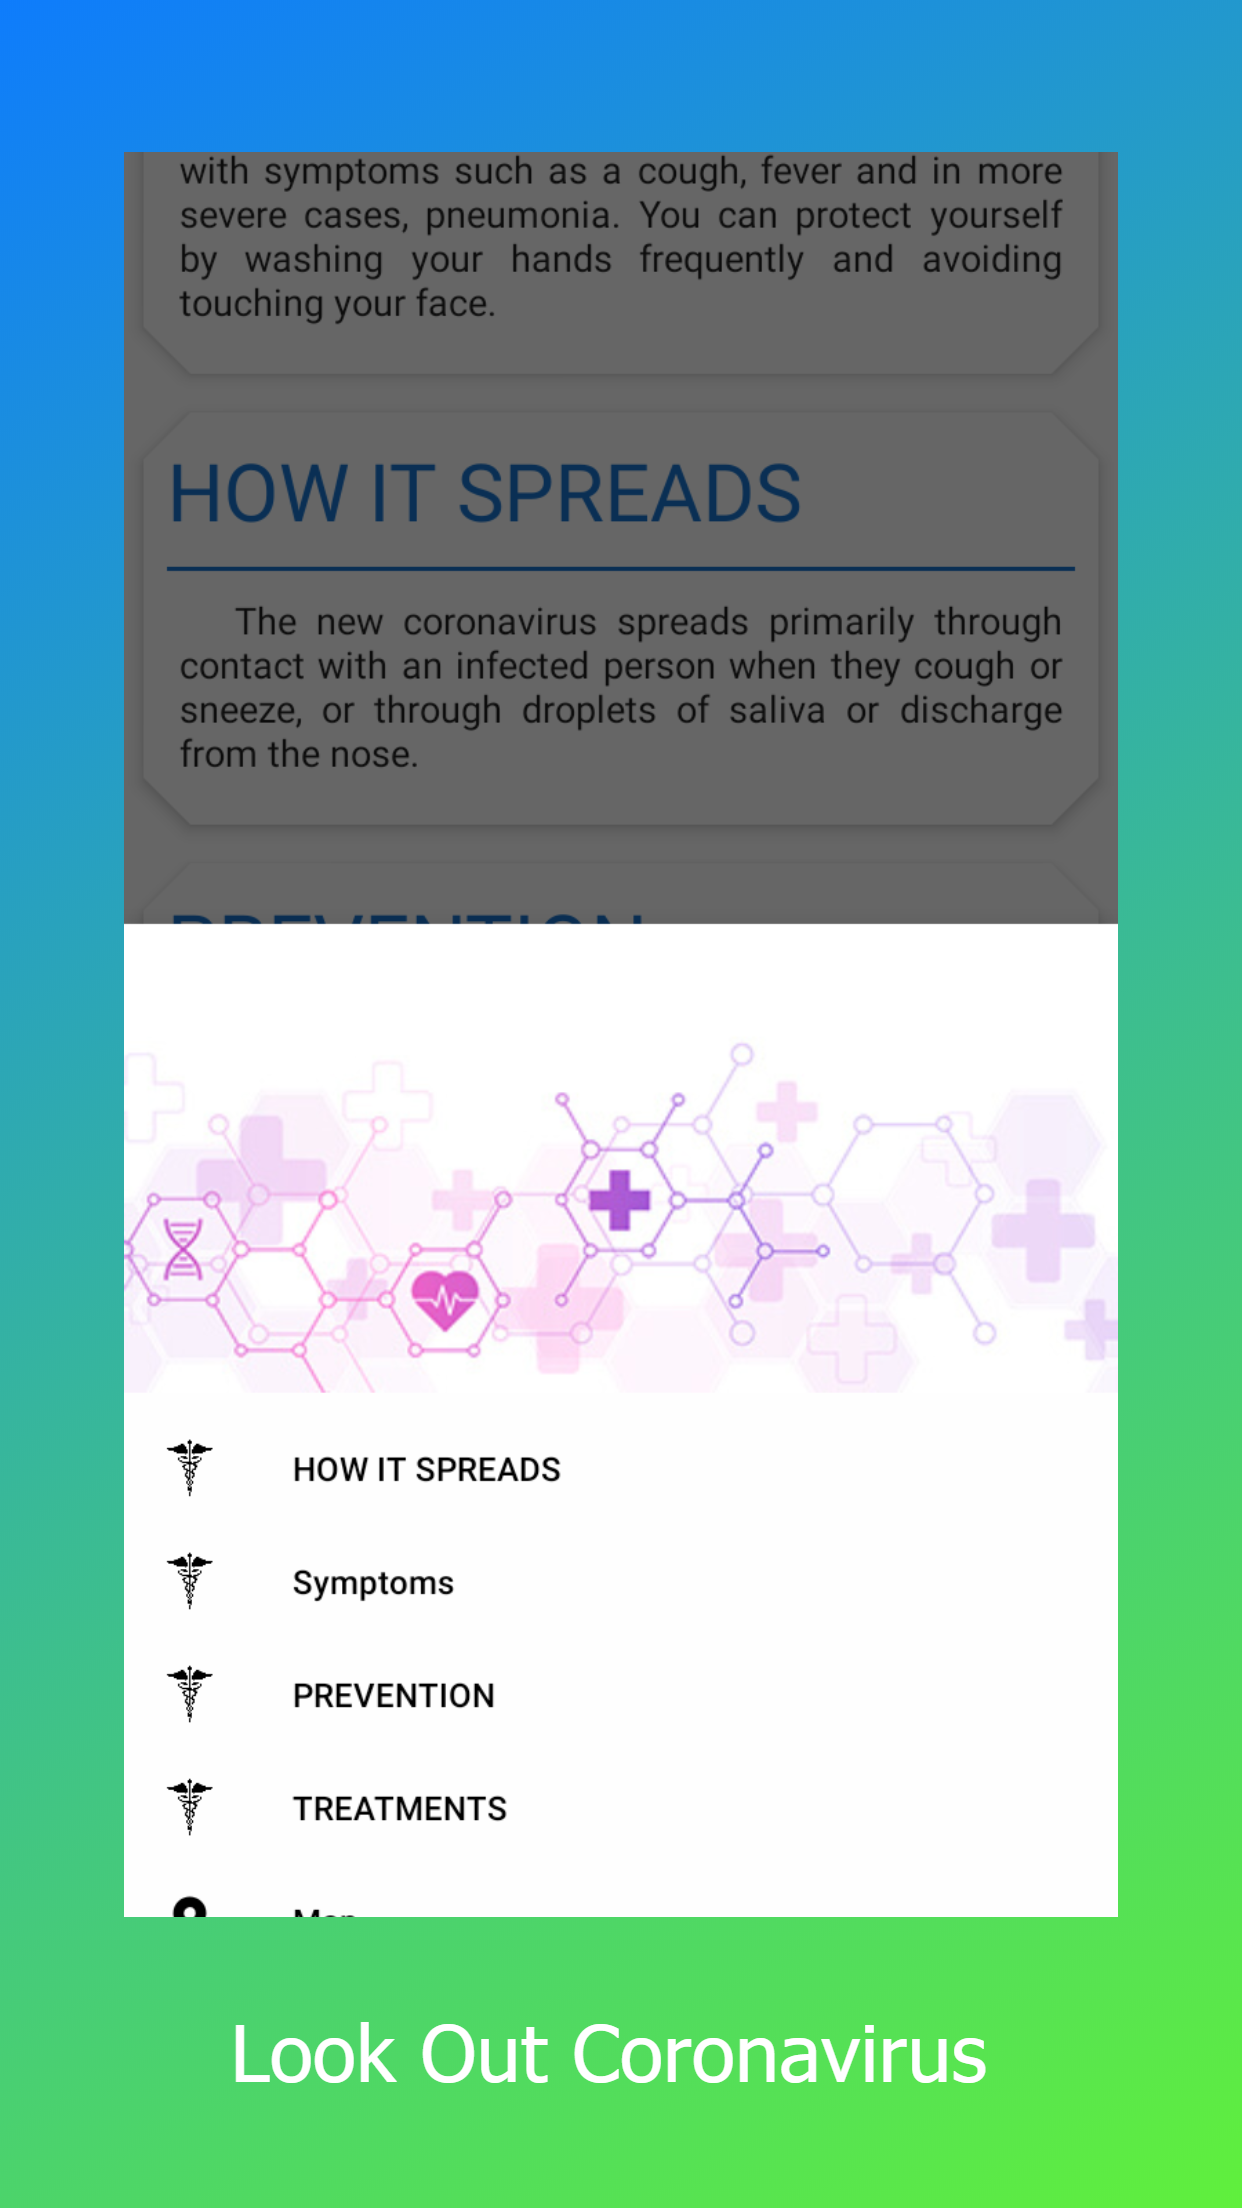 with symptoms such as a cough, fever and in more
severe cases, pneumonia. You can protect yourself
by washing your hands frequently and avoiding
touching your face.
HOW IT SPREADS
The new coronavirus spreads primarily through
contact with an infected person when they cough or
sneeze, or through droplets of saliva or discharge
from the nose.
PREVENTION
HOW IT SPREADS
Symptoms
PREVENTION
TREATMENTS
Map
Look Out Coronavirus